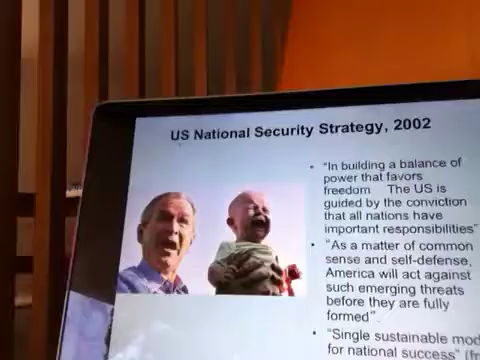 US National Security Strategy, 2002
• "In building a balance of
power that favors
freedom The US is
guided by the conviction
that all nations have
important responsibilities"
• "As a matter of common
sense and self-defense,
America will act against
such emerging threats
before they are fully
formed".
• "Single sustainable mod
for national success" (fr